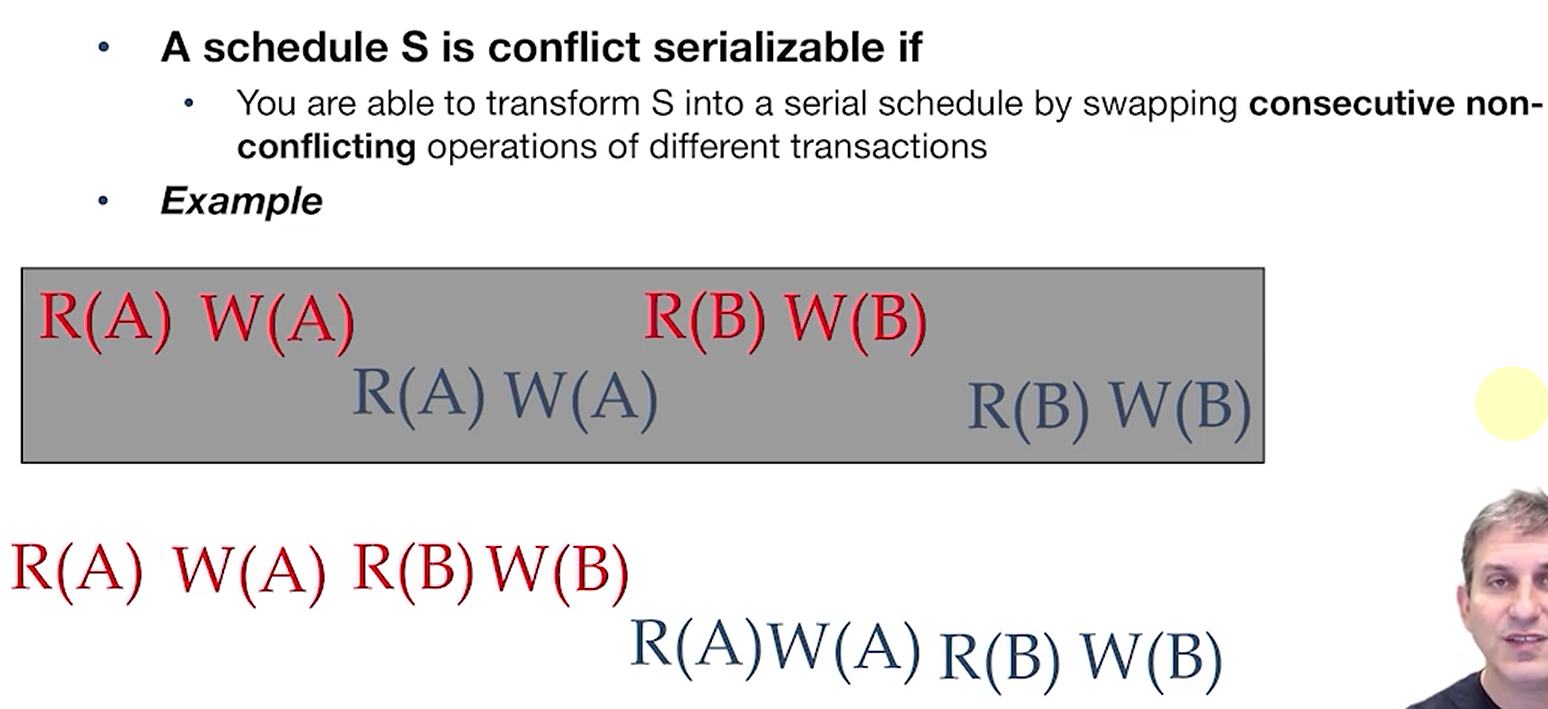 • A schedule S is conflict serializable if
• You are able to transform S into a serial schedule by swapping consecutive non-
conflicting operations of different transactions
• Example
R(A) W(A) R(B) W(B)
R(A) W(A) R(B) W(B)
R(A) W(A) R(B) W(B)
R(A) W(A) R(B) W(B)